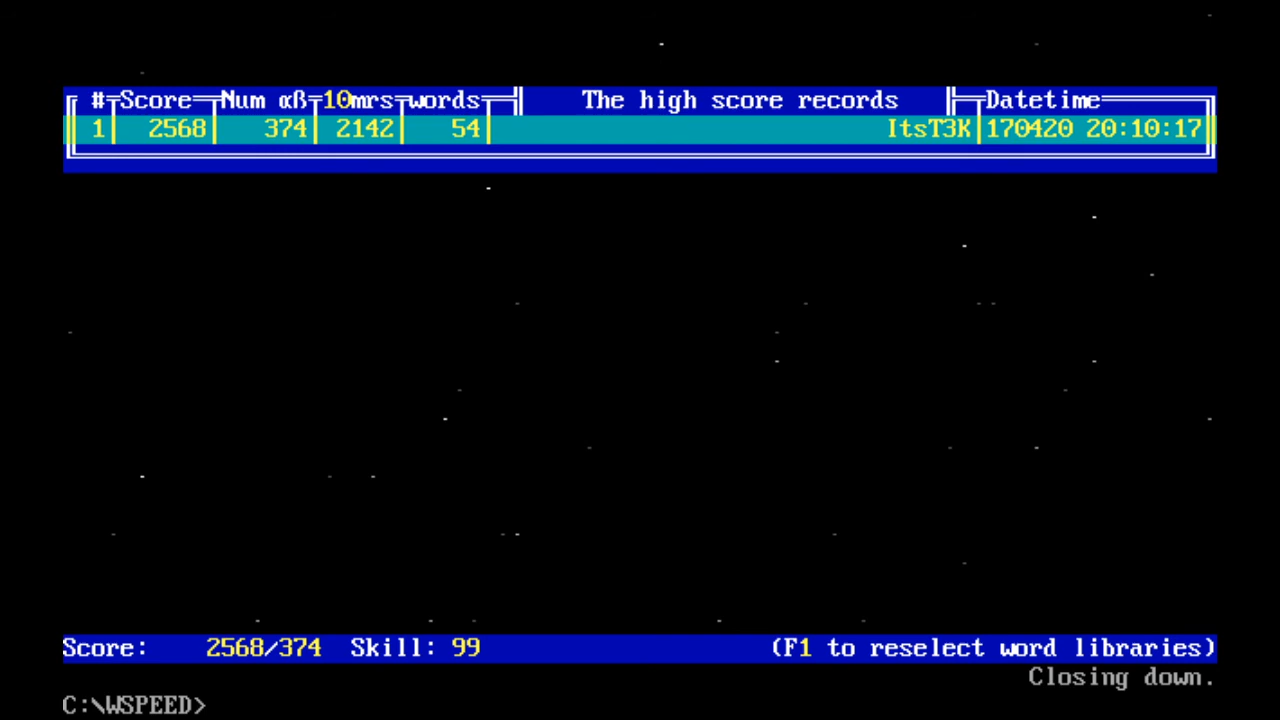 # Score Num αß 10mrs words The high score records Datetime
1 2568 374 2142 54 ItsT3K 170420 20:10:17
Score: 2568/374 Skill: 99 (F1 to reselect word libraries)
Closing down.
C:\WSPEED>